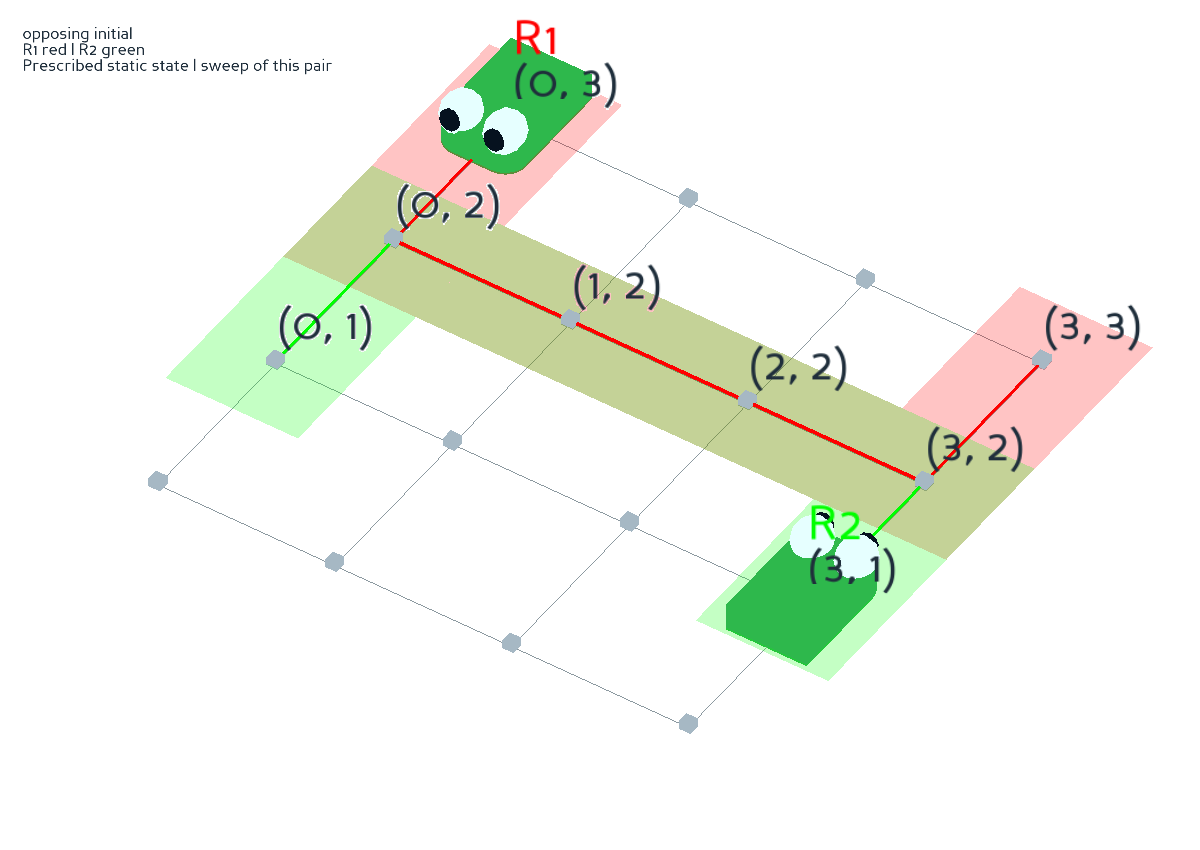 opposing initial
R1 red | R2 green
Prescribed static state | sweep of this pair
R1
(0, 3)
(0, 2)
(1, 2)
(0, 1)
(3, 3)
(2, 2)
(3, 2)
R2
(3, 1)